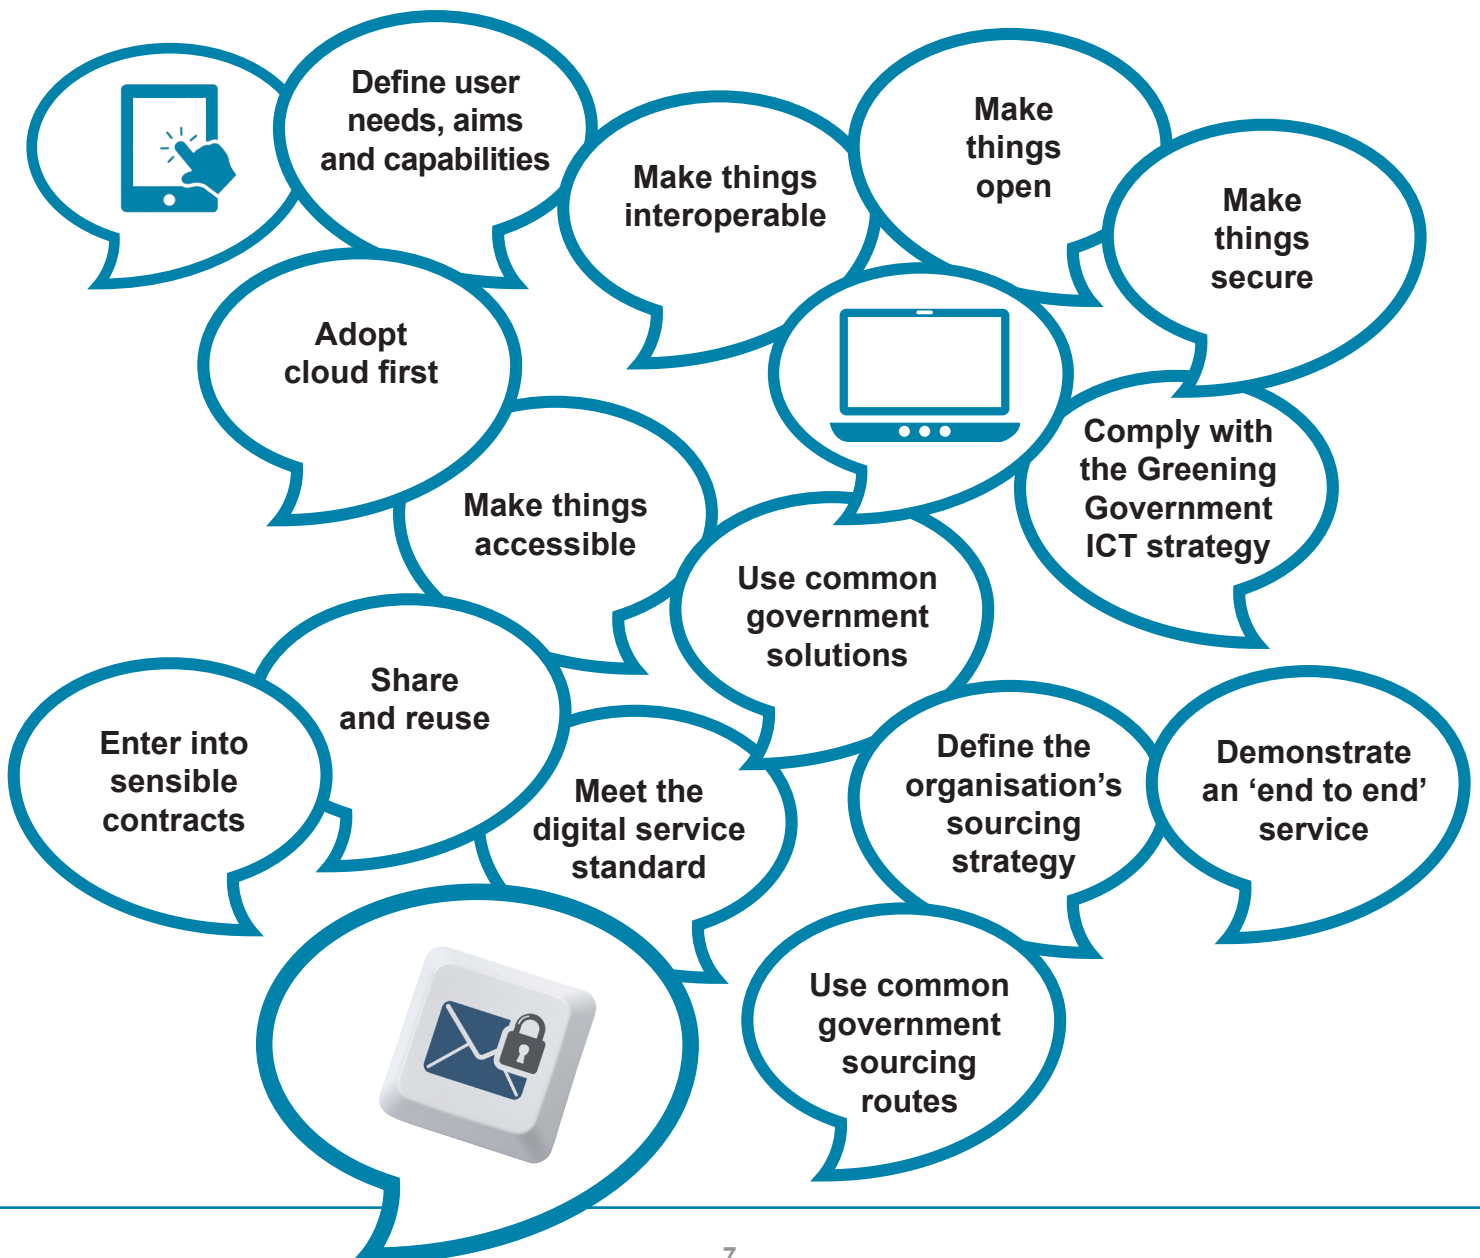 Define user
needs, aims
and capabilities
Make things
interoperable
Make
things
open
Make
things
secure
Adopt
cloud first
Comply with
the Greening
Government
ICT strategy
Make things
accessible
Use common
government
solutions
Share
and reuse
Enter into
sensible
contracts
Meet the
digital service
standard
Define the
organisation’s
sourcing
strategy
Demonstrate
an ‘end to end’
service
Use common
government
sourcing
routes
7